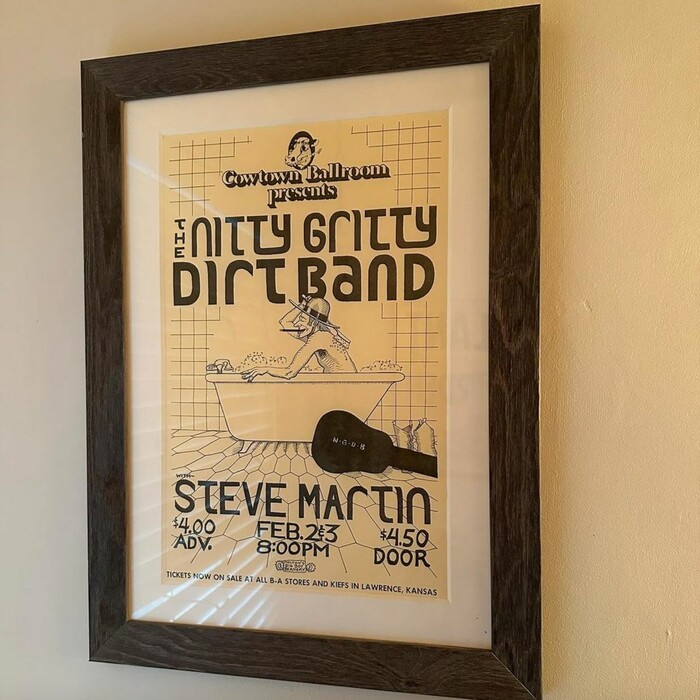 Cowtown Ballroom
presents
THE NITTY GRITTY
DIRT BAND
N·G·D·B
WITH
STEVE MARTIN
$4.00 FEB. 2&3 $4.50
ADV. 8:00PM DOOR
TICKETS NOW ON SALE AT ALL B-A STORES AND KIEFS IN LAWRENCE, KANSAS